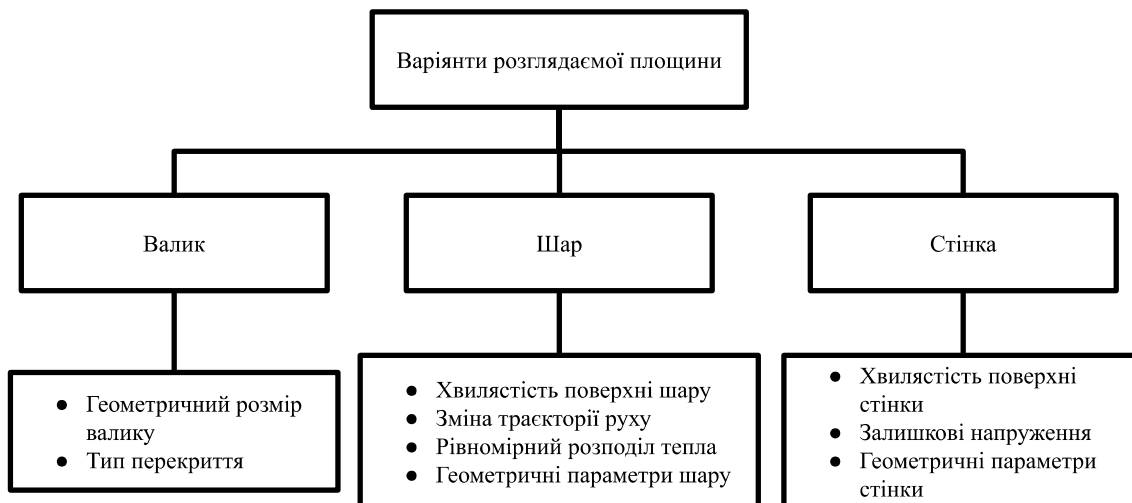 Варіянти розглядаємої площини
Валик
Шар
Стінка
● Геометричний розмір
валику
● Тип перекриття
● Хвилястість поверхні шару
● Зміна траєкторії руху
● Рівномірний розподіл тепла
● Геометричні параметри шару
● Хвилястість поверхні
стінки
● Залишкові напруження
● Геометричні параметри
стінки